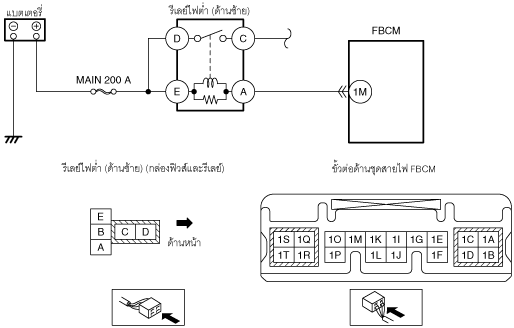 แบตเตอรี่
รีเลย์ไฟต่ำ (ด้านซ้าย)
FBCM
D
C
MAIN 200 A
E
A
1M
รีเลย์ไฟต่ำ (ด้านซ้าย) (กล่องฟิวส์และรีเลย์)
ขั้วต่อด้านชุดสายไฟ FBCM
E
B C D
A
ด้านหน้า
1S 1Q 1O 1M 1K 1I 1G 1E 1C 1A
1T 1R 1P 1L 1J 1F 1D 1B